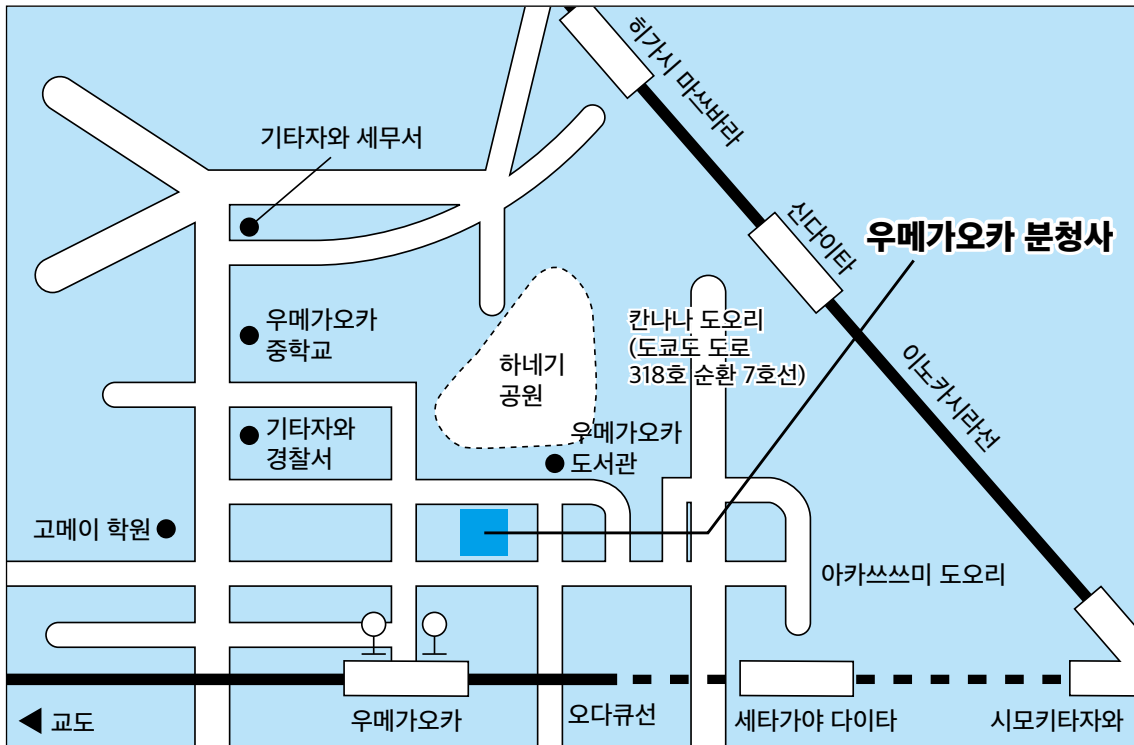 히가시 마쓰바라
기타자와 세무서
신다이타
우메가오카 분청사
우메가오카
중학교
칸나나 도오리
(도쿄도 도로
318호 순환 7호선)
하네기
공원
이노카시라선
기타자와
경찰서
우메가오카
도서관
고메이 학원
아카쓰쓰미 도오리
◀ 교도
우메가오카
오다큐선
세타가야 다이타
시모키타자와